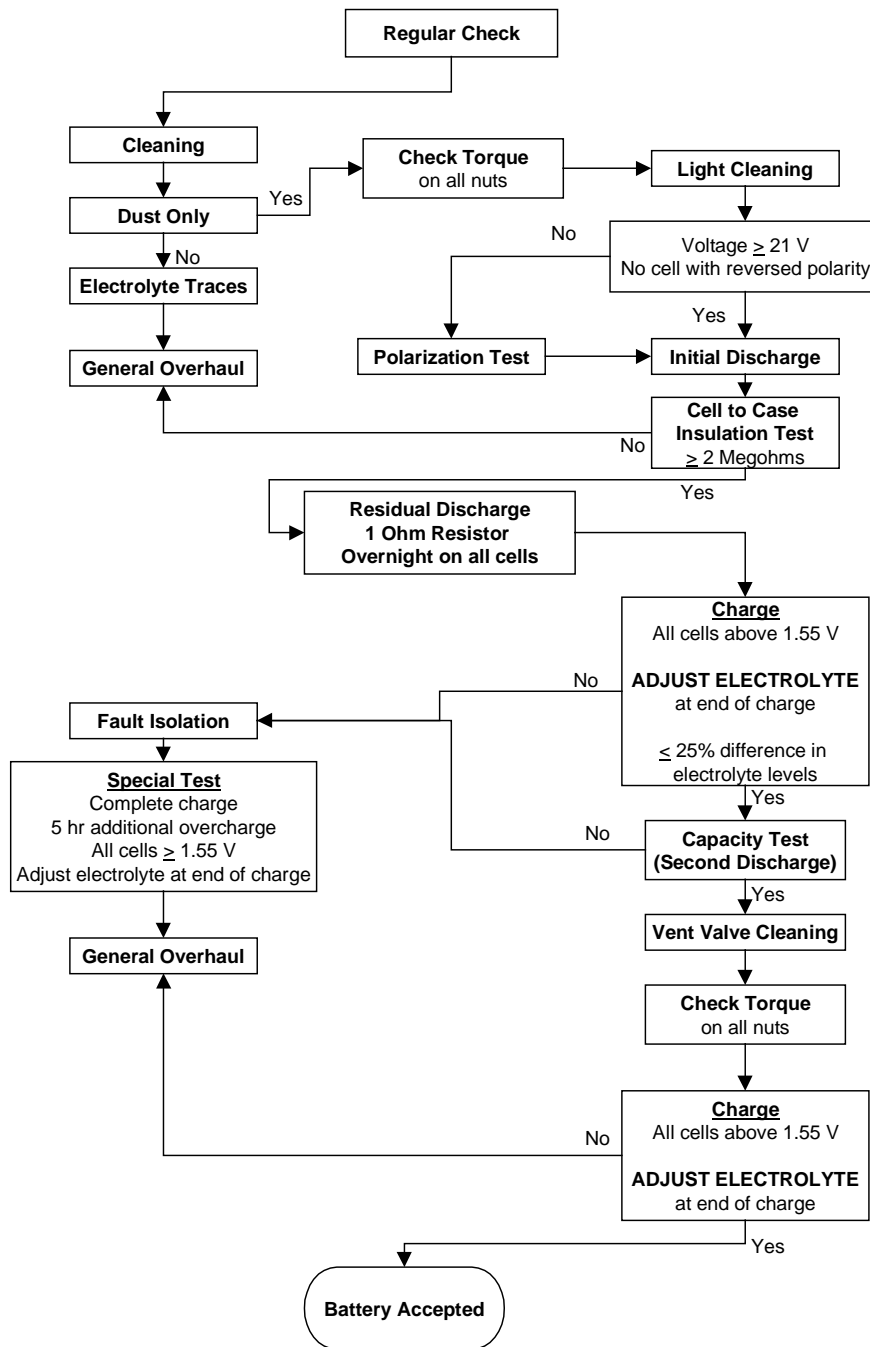 Regular Check
Cleaning
Check Torque
on all nuts
Light Cleaning
Yes
Dust Only
No
Voltage ≥ 21 V
No cell with reversed polarity
No
Electrolyte Traces
Yes
General Overhaul
Polarization Test
Initial Discharge
Cell to Case
Insulation Test
≥ 2 Megohms
No
Yes
Residual Discharge
1 Ohm Resistor
Overnight on all cells
Charge
All cells above 1.55 V
ADJUST ELECTROLYTE
at end of charge
≤ 25% difference in
electrolyte levels
No
Yes
Fault Isolation
Special Test
Complete charge
5 hr additional overcharge
All cells ≥ 1.55 V
Adjust electrolyte at end of charge
No
Capacity Test
(Second Discharge)
Yes
Vent Valve Cleaning
General Overhaul
Check Torque
on all nuts
Charge
All cells above 1.55 V
ADJUST ELECTROLYTE
at end of charge
No
Yes
Battery Accepted